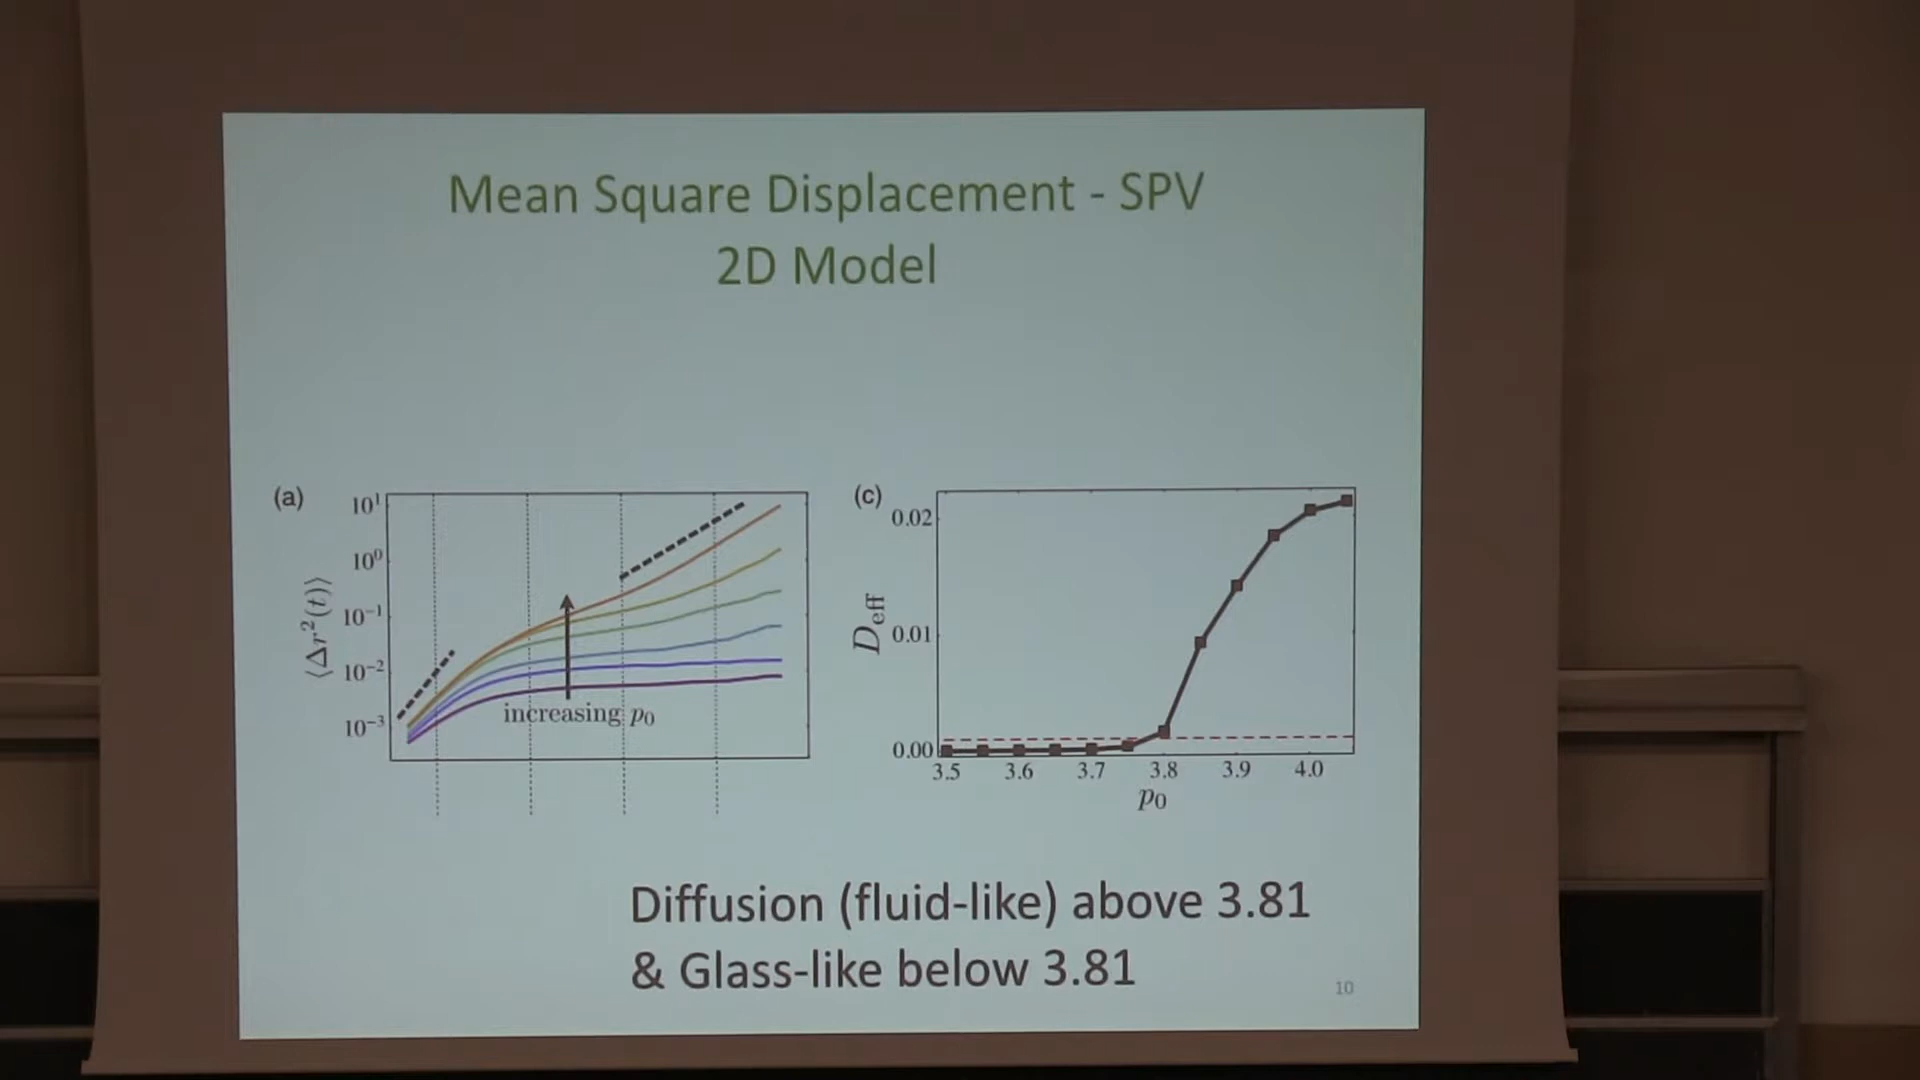 Mean Square Displacement - SPV
2D Model
(a)
10¹
10⁰
10⁻¹
10⁻²
10⁻³
⟨Δr²(t)⟩
increasing p₀
(c)
0.02
0.01
0.00
D_eff
3.5 3.6 3.7 3.8 3.9 4.0
p₀
Diffusion (fluid-like) above 3.81
& Glass-like below 3.81
10